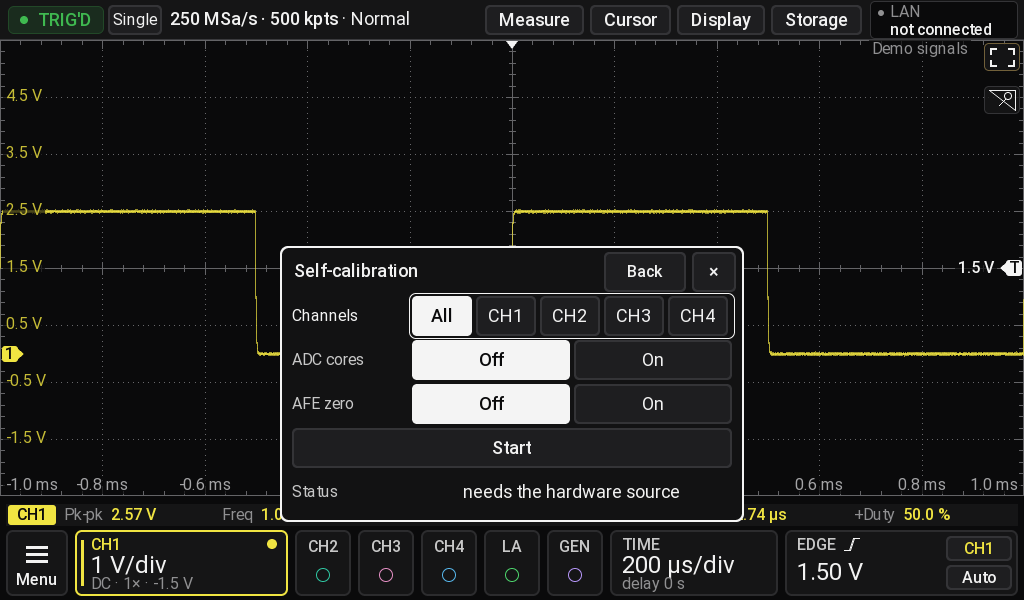 TRIG'D Single 250 MSa/s · 500 kpts · Normal Measure Cursor Display Storage LAN not connected
Demo signals
4.5 V
3.5 V
2.5 V
1.5 V
1.5 V T
0.5 V
1
-0.5 V
-1.5 V
Self-calibration Back ×
Channels All CH1 CH2 CH3 CH4
ADC cores Off On
AFE zero Off On
Start
Status needs the hardware source
-1.0 ms -0.8 ms -0.6 ms 0.6 ms 0.8 ms 1.0 ms
CH1 Pk-pk 2.57 V Freq +Duty 50.0 %
Menu
CH1
1 V/div
DC · 1× · -1.5 V
CH2 CH3 CH4 LA GEN
TIME
200 µs/div
delay 0 s
EDGE CH1
1.50 V Auto